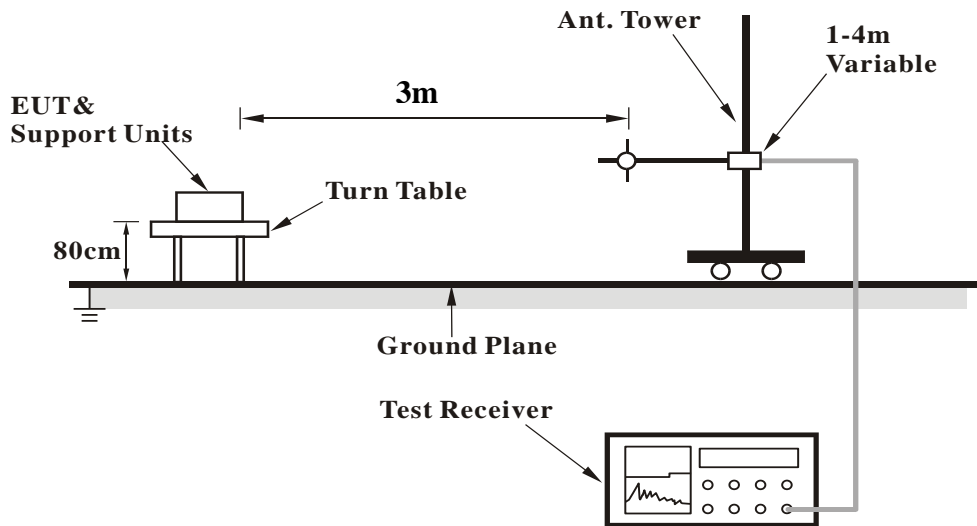 Ant. Tower
1-4m
Variable
3m
EUT&
Support Units
Turn Table
80cm
Ground Plane
Test Receiver